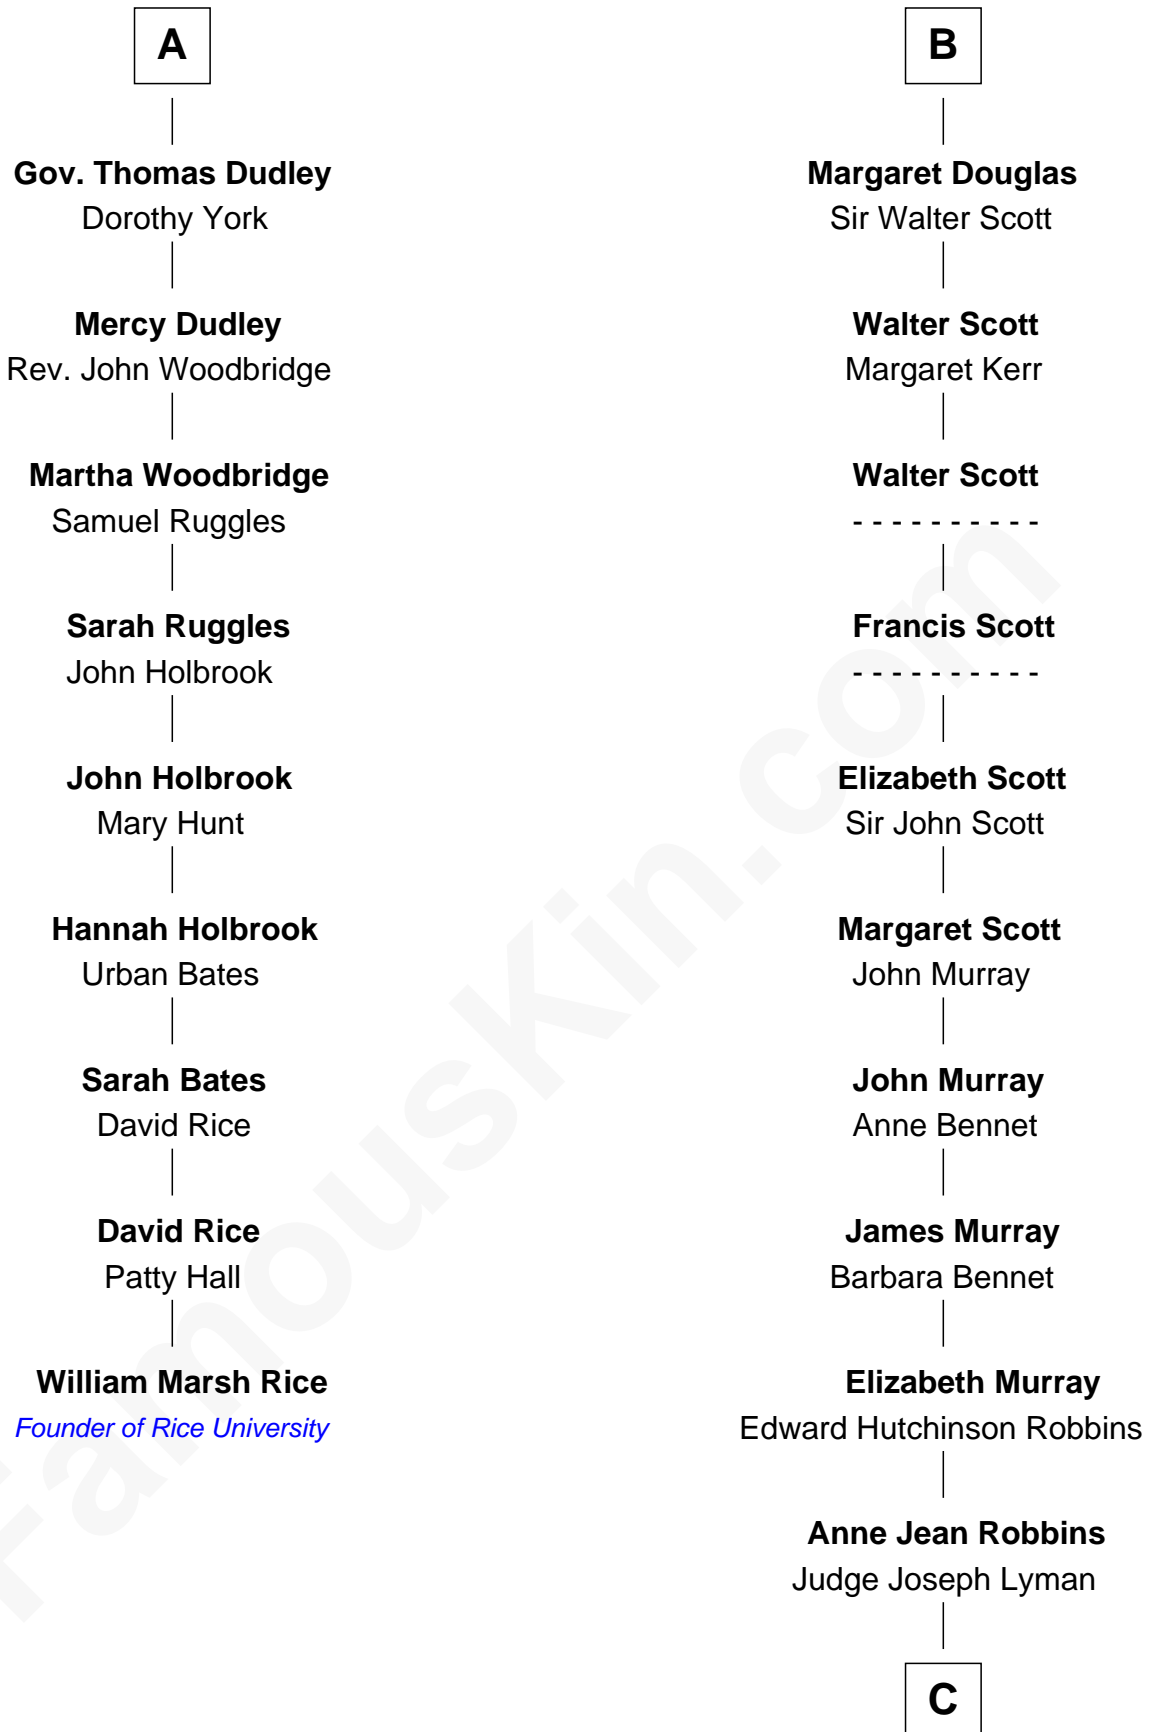 A
Gov. Thomas Dudley
Dorothy York
Mercy Dudley
Rev. John Woodbridge
Martha Woodbridge
Samuel Ruggles
Sarah Ruggles
John Holbrook
John Holbrook
Mary Hunt
Hannah Holbrook
Urban Bates
Sarah Bates
David Rice
David Rice
Patty Hall
William Marsh Rice
Founder of Rice University
B
Margaret Douglas
Sir Walter Scott
Walter Scott
Margaret Kerr
Walter Scott
- - - - - - - - - -
Francis Scott
- - - - - - - - - -
Elizabeth Scott
Sir John Scott
Margaret Scott
John Murray
John Murray
Anne Bennet
James Murray
Barbara Bennet
Elizabeth Murray
Edward Hutchinson Robbins
Anne Jean Robbins
Judge Joseph Lyman
C
FamousKin.com